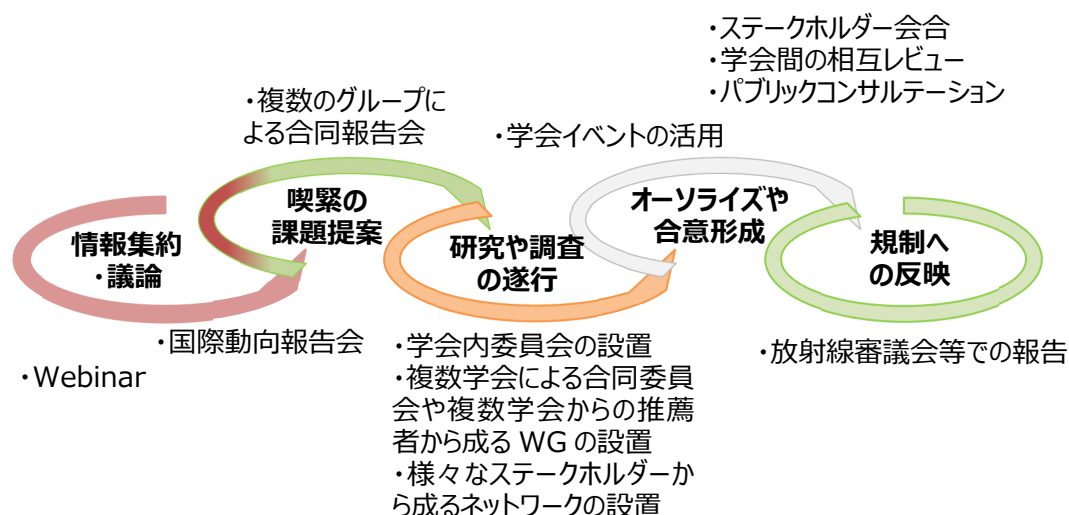 ・ステークホルダー会合
・学会間の相互レビュー
・パブリックコンサルテーション
・複数のグループに
よる合同報告会
・学会イベントの活用
情報集約
・議論
喫緊の
課題提案
研究や調査
の遂行
オーソライズや
合意形成
規制へ
の反映
・Webinar
・国際動向報告会
・学会内委員会の設置
・複数学会による合同委員
会や複数学会からの推薦
者から成る WG の設置
・様々なステークホルダーか
ら成るネットワークの設置
・放射線審議会等での報告